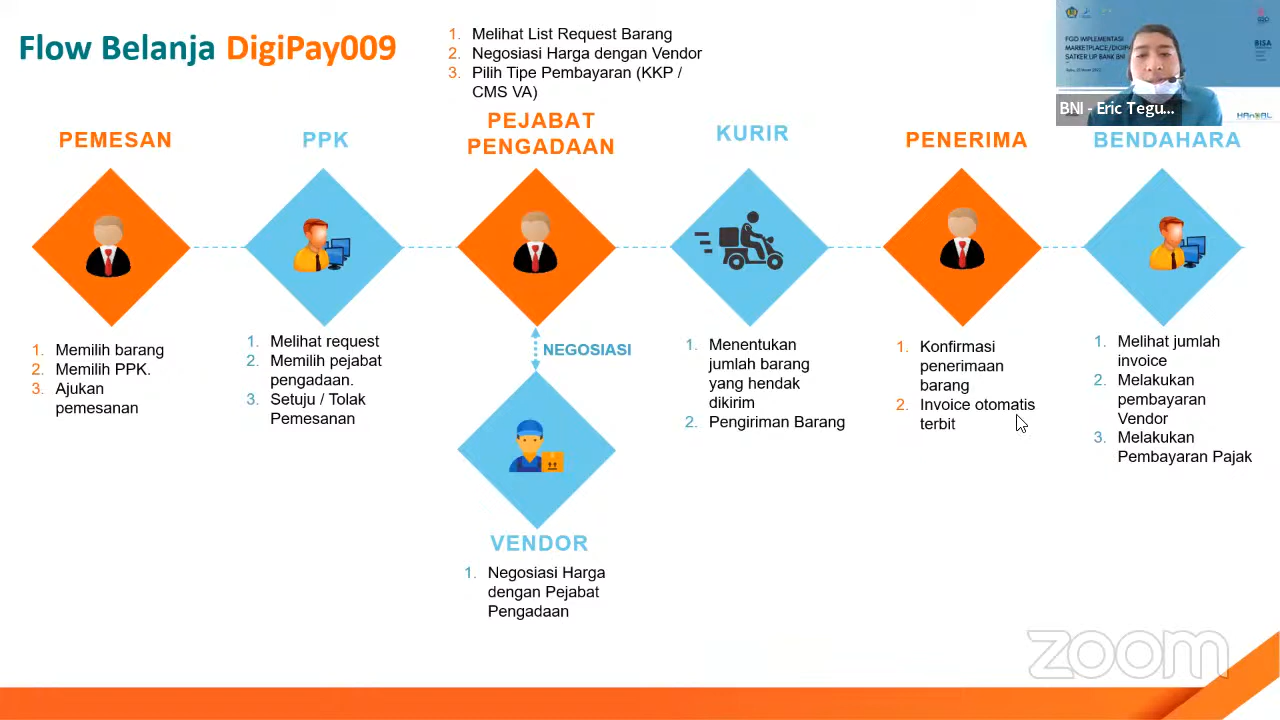 Flow Belanja DigiPay009
1. Melihat List Request Barang
2. Negosiasi Harga dengan Vendor
3. Pilih Tipe Pembayaran (KKP /
CMS VA)
FGD IMPLEMENTASI
BNI - Eric Tegu...
PEMESAN
PPK
PEJABAT
PENGADAAN
KURIR
PENERIMA
BENDAHARA
1. Memilih barang
2. Memilih PPK.
3. Ajukan
pemesanan
1. Melihat request
2. Memilih pejabat
pengadaan.
3. Setuju / Tolak
Pemesanan
NEGOSIASI
VENDOR
1. Negosiasi Harga
dengan Pejabat
Pengadaan
1. Menentukan
jumlah barang
yang hendak
dikirim
2. Pengiriman Barang
1. Konfirmasi
penerimaan
barang
2. Invoice otomatis
terbit
1. Melihat jumlah
invoice
2. Melakukan
pembayaran
Vendor
3. Melakukan
Pembayaran Pajak
zoom